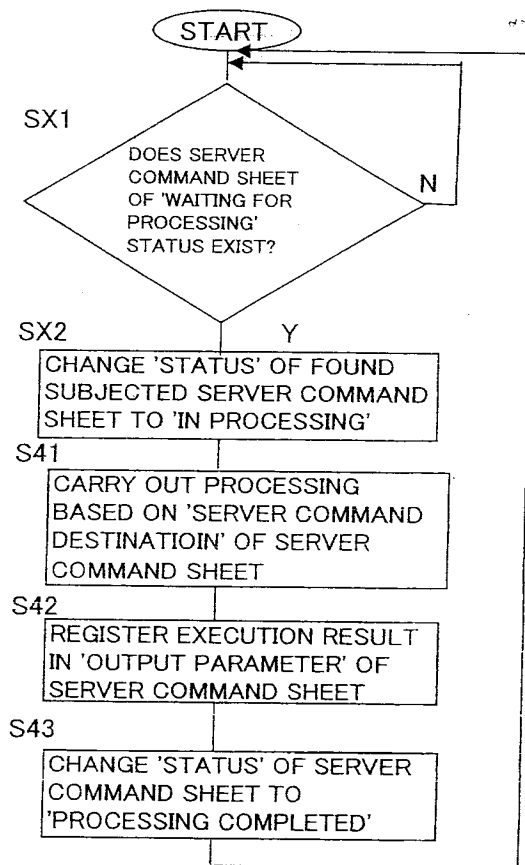 START
SX1
DOES SERVER
COMMAND SHEET
OF 'WAITING FOR
PROCESSING'
STATUS EXIST?
N
SX2
Y
CHANGE 'STATUS' OF FOUND
SUBJECTED SERVER COMMAND
SHEET TO 'IN PROCESSING'
S41
CARRY OUT PROCESSING
BASED ON 'SERVER COMMAND
DESTINATIOIN' OF SERVER
COMMAND SHEET
S42
REGISTER EXECUTION RESULT
IN 'OUTPUT PARAMETER' OF
SERVER COMMAND SHEET
S43
CHANGE 'STATUS' OF SERVER
COMMAND SHEET TO
'PROCESSING COMPLETED'